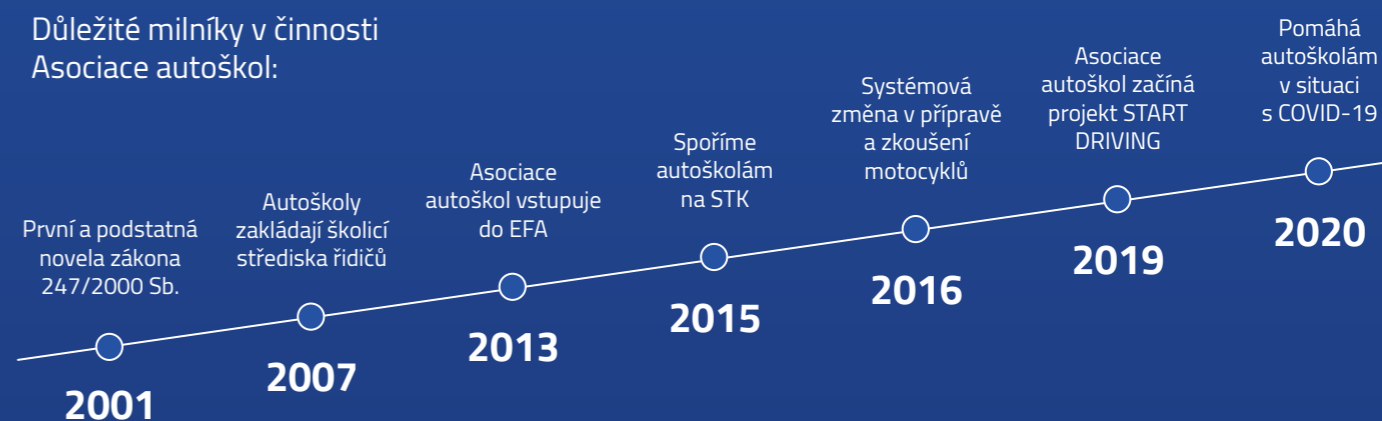 Důležité milníky v činnosti
Asociace autoškol:
První a podstatná
novela zákona
247/2000 Sb.
2001
Autoškoly
zakládají školicí
střediska řidičů
2007
Asociace
autoškol vstupuje
do EFA
2013
Spoříme
autoškolám
na STK
2015
Systémová
změna v přípravě
a zkoušení
motocyklů
2016
Asociace
autoškol začíná
projekt START
DRIVING
2019
Pomáhá
autoškolám
v situaci
s COVID-19
2020